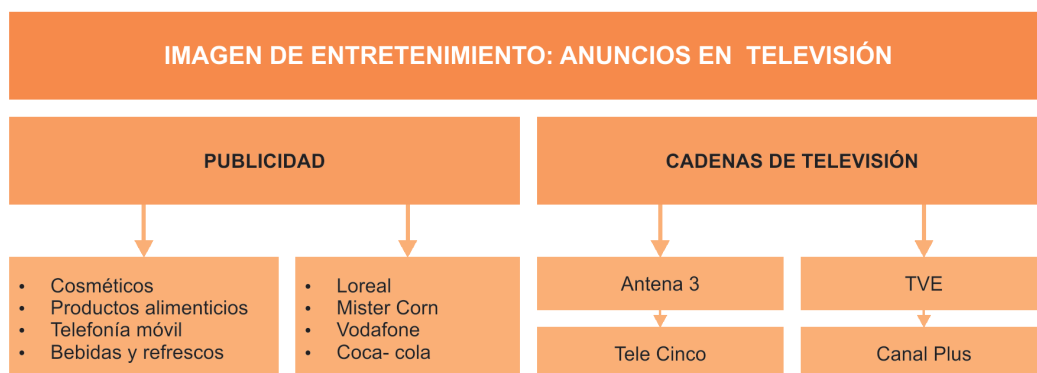 IMAGEN DE ENTRETENIMIENTO: ANUNCIOS EN TELEVISIÓN
PUBLICIDAD
CADENAS DE TELEVISIÓN
• Cosméticos
• Productos alimenticios
• Telefonía móvil
• Bebidas y refrescos
• Loreal
• Mister Corn
• Vodafone
• Coca- cola
Antena 3
Tele Cinco
TVE
Canal Plus